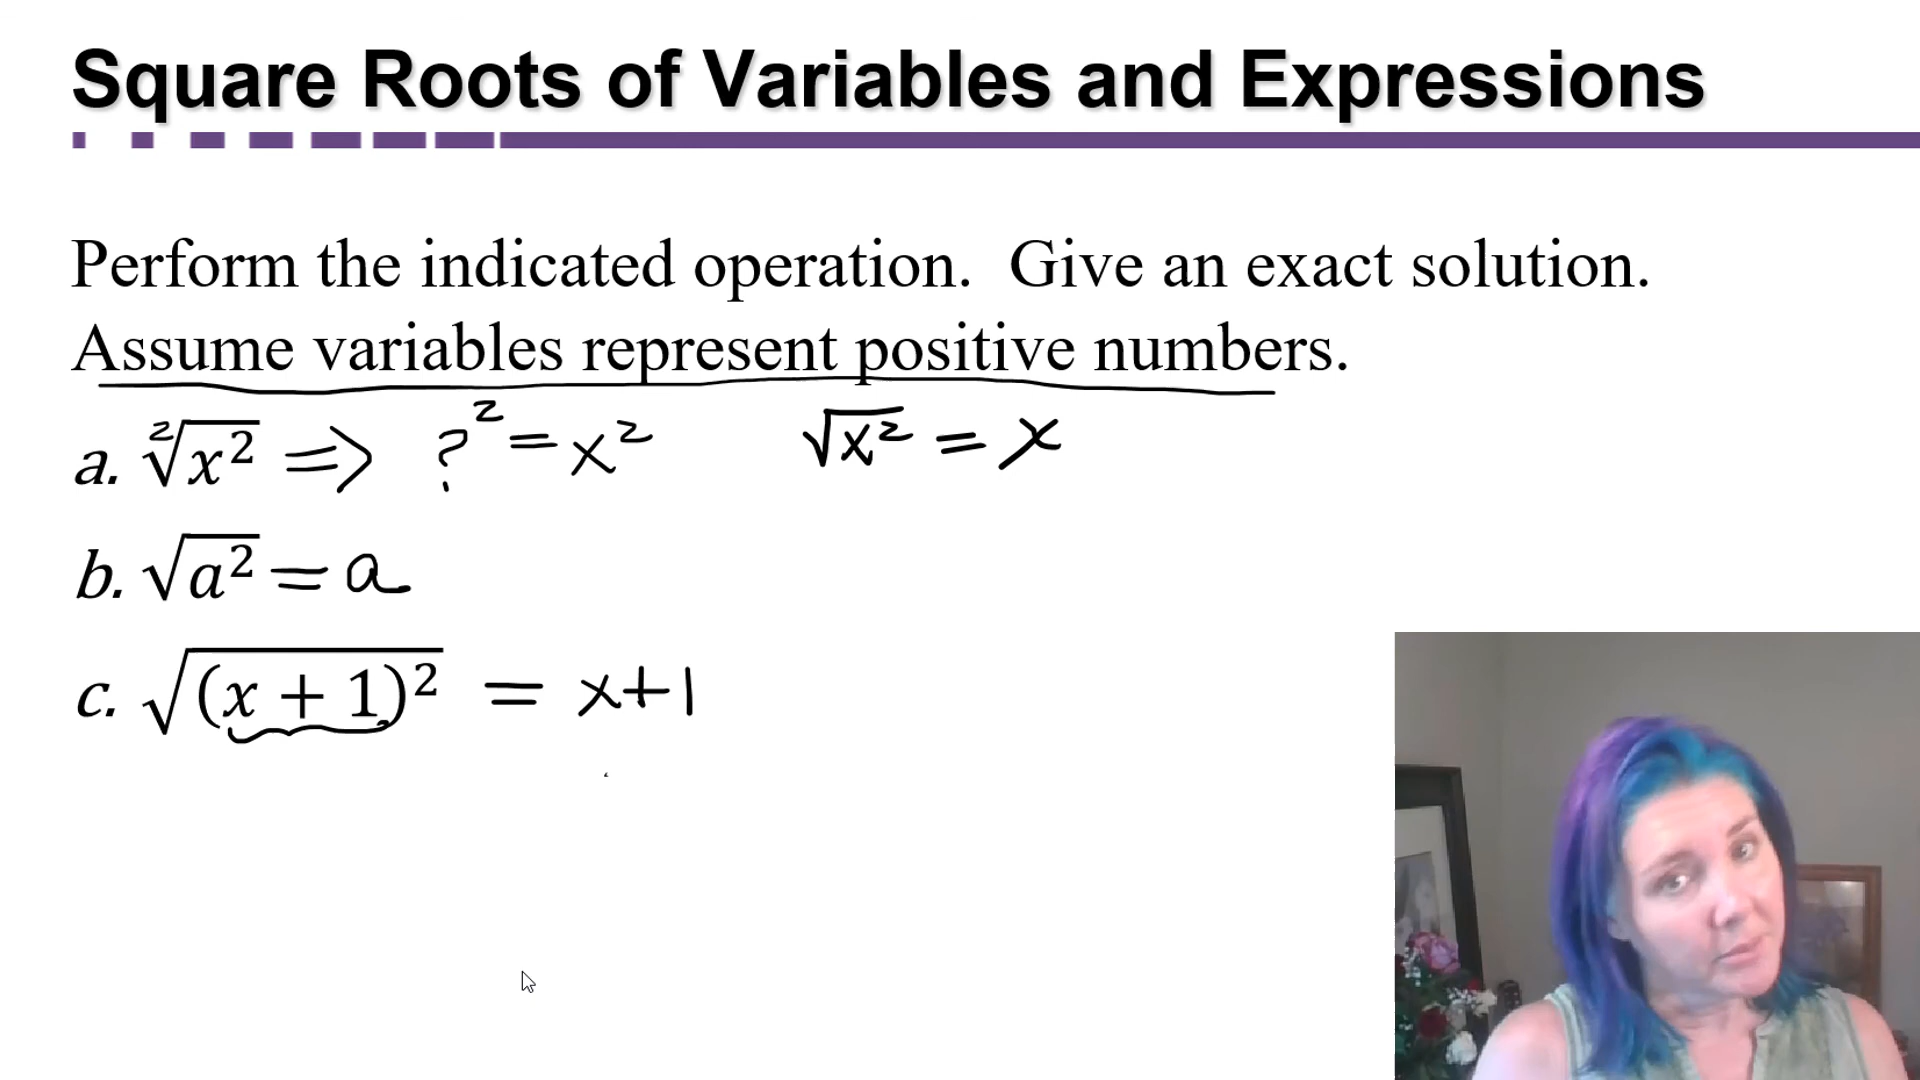 Square Roots of Variables and Expressions
Perform the indicated operation. Give an exact solution.
Assume variables represent positive numbers.
a. ²√x² ⇒ ?² = x² √x² = x
b. √a² = a
c. √(x + 1)² = x+1